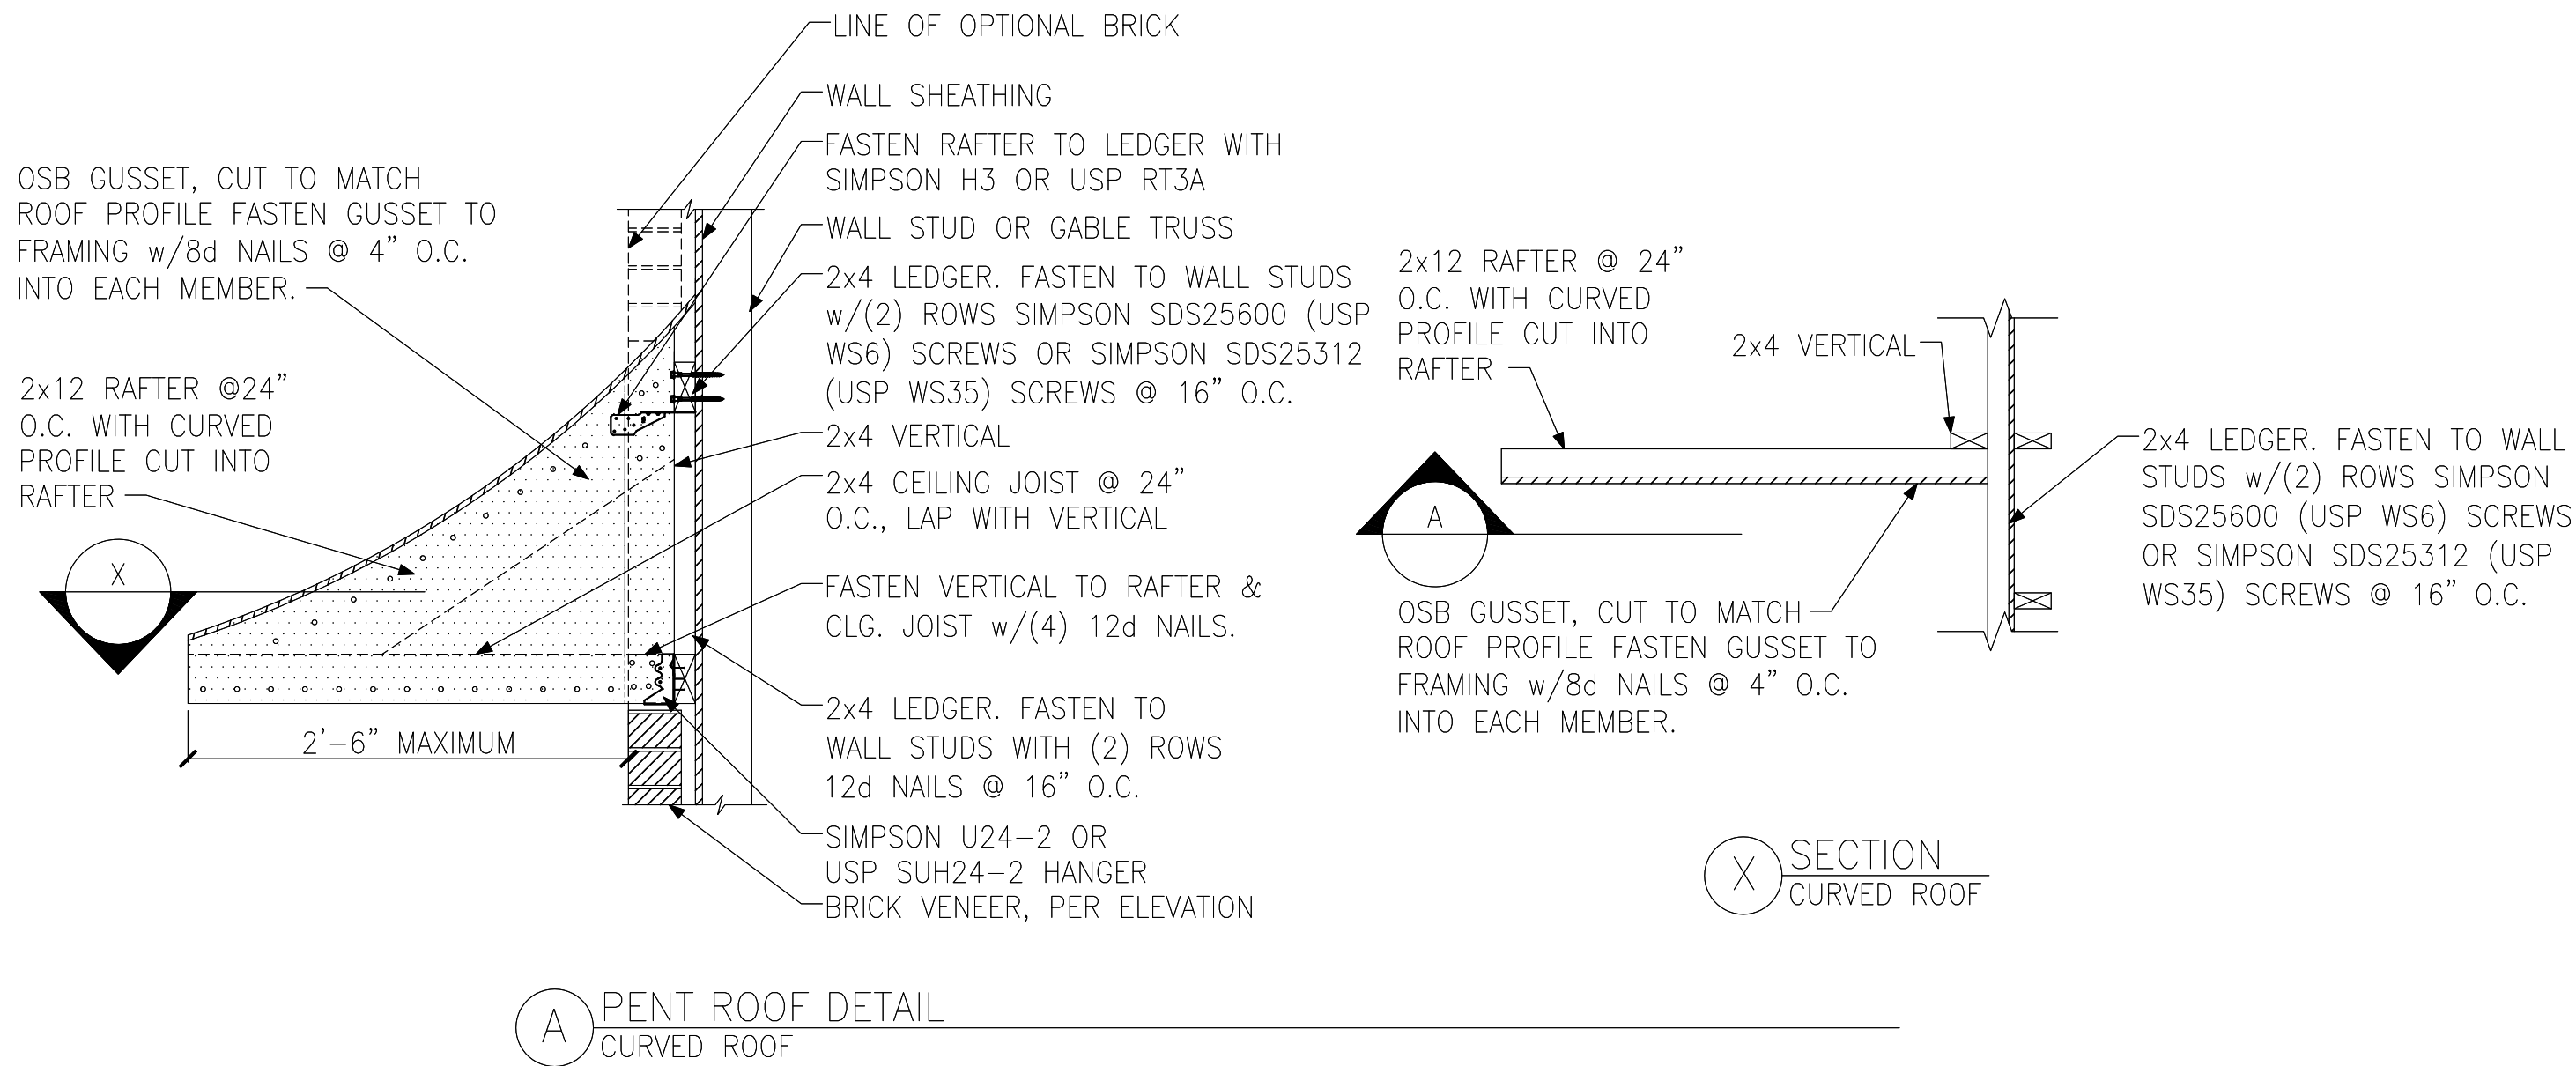 LINE OF OPTIONAL BRICK
WALL SHEATHING
FASTEN RAFTER TO LEDGER WITH
SIMPSON H3 OR USP RT3A
WALL STUD OR GABLE TRUSS
2x4 LEDGER. FASTEN TO WALL STUDS
w/(2) ROWS SIMPSON SDS25600 (USP
WS6) SCREWS OR SIMPSON SDS25312
(USP WS35) SCREWS @ 16" O.C.
2x4 VERTICAL
2x4 CEILING JOIST @ 24"
O.C., LAP WITH VERTICAL
FASTEN VERTICAL TO RAFTER &
CLG. JOIST w/(4) 12d NAILS.
2x4 LEDGER. FASTEN TO
WALL STUDS WITH (2) ROWS
12d NAILS @ 16" O.C.
SIMPSON U24-2 OR
USP SUH24-2 HANGER
BRICK VENEER, PER ELEVATION
OSB GUSSET, CUT TO MATCH
ROOF PROFILE FASTEN GUSSET TO
FRAMING w/8d NAILS @ 4" O.C.
INTO EACH MEMBER.
2x12 RAFTER @24"
O.C. WITH CURVED
PROFILE CUT INTO
RAFTER
X
2'-6" MAXIMUM
A
PENT ROOF DETAIL
CURVED ROOF
2x12 RAFTER @ 24"
O.C. WITH CURVED
PROFILE CUT INTO
RAFTER
2x4 VERTICAL
A
2x4 LEDGER. FASTEN TO WALL
STUDS w/(2) ROWS SIMPSON
SDS25600 (USP WS6) SCREWS
OR SIMPSON SDS25312 (USP
WS35) SCREWS @ 16" O.C.
OSB GUSSET, CUT TO MATCH
ROOF PROFILE FASTEN GUSSET TO
FRAMING w/8d NAILS @ 4" O.C.
INTO EACH MEMBER.
X
SECTION
CURVED ROOF